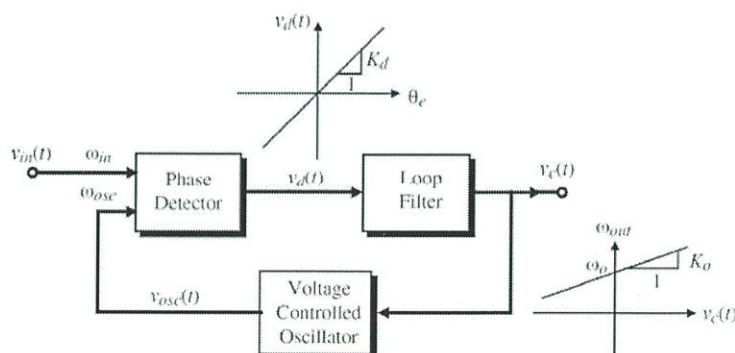 v_d(t)
K_d
1
θ_e
v_in(t)
ω_in
Phase
Detector
v_d(t)
Loop
Filter
v_c(t)
ω_osc
ω_out
ω_o
K_o
1
v_osc(t)
Voltage
Controlled
Oscillator
v_c(t)